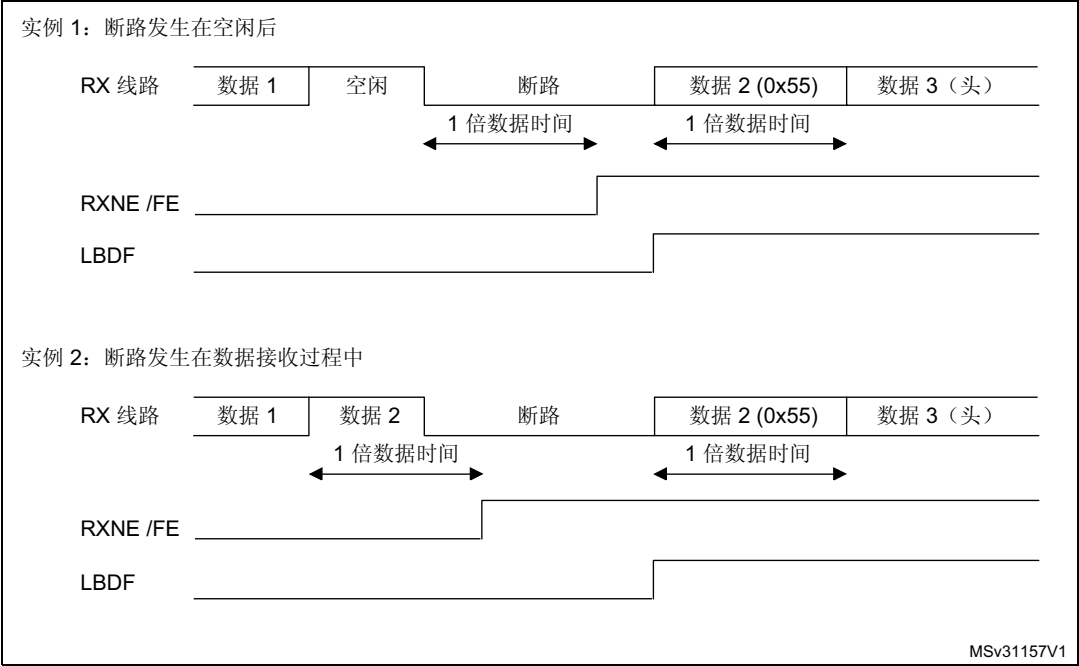 实例 1：断路发生在空闲后
RX 线路 数据 1 空闲 断路 数据 2 (0x55) 数据 3（头）
1 倍数据时间 1 倍数据时间
RXNE /FE
LBDF
实例 2：断路发生在数据接收过程中
RX 线路 数据 1 数据 2 断路 数据 2 (0x55) 数据 3（头）
1 倍数据时间 1 倍数据时间
RXNE /FE
LBDF
MSv31157V1